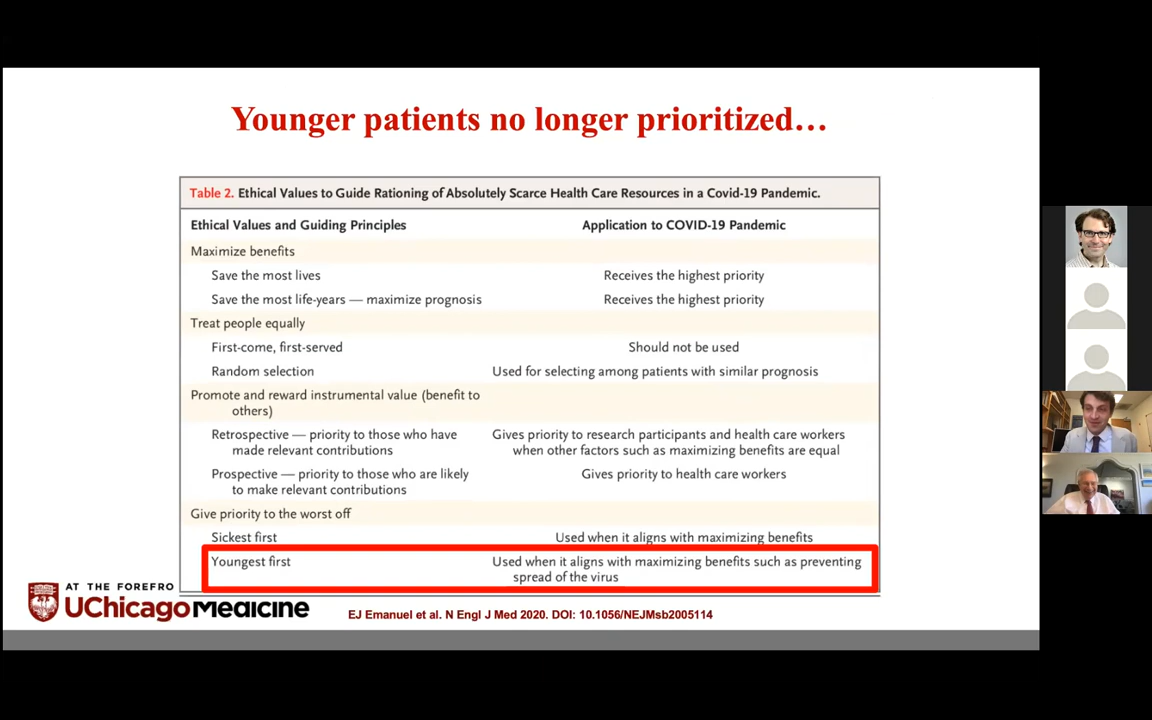 Younger patients no longer prioritized…
Table 2. Ethical Values to Guide Rationing of Absolutely Scarce Health Care Resources in a Covid-19 Pandemic.
Ethical Values and Guiding Principles Application to COVID-19 Pandemic
Maximize benefits
Save the most lives Receives the highest priority
Save the most life-years — maximize prognosis Receives the highest priority
Treat people equally
First-come, first-served Should not be used
Random selection Used for selecting among patients with similar prognosis
Promote and reward instrumental value (benefit to
others)
Retrospective — priority to those who have Gives priority to research participants and health care workers
made relevant contributions when other factors such as maximizing benefits are equal
Prospective — priority to those who are likely Gives priority to health care workers
to make relevant contributions
Give priority to the worst off
Sickest first Used when it aligns with maximizing benefits
Youngest first Used when it aligns with maximizing benefits such as preventing
spread of the virus
AT THE FOREFRO
UChicago Medicine
EJ Emanuel et al. N Engl J Med 2020. DOI: 10.1056/NEJMsb2005114